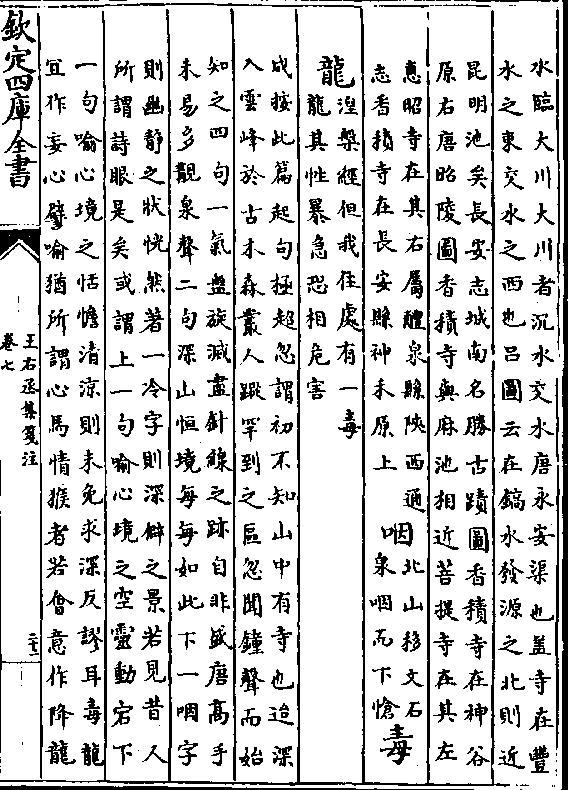 水臨大川大川者沉水交水唐永安渠也蓋寺在豐
水之東交水之西也吕圖云在鎬水發源之北則近
昆明池矣長安志城南名勝古蹟圖香積寺在神谷
原右唐昭陵圖香積寺與麻池相近菩提寺在其左
惠昭寺在其右屬醴泉縣陜西通
志香積寺在長安縣神禾原上
咽
北山移文石
泉咽而下愴
毒
龍
湼槃經但我住處有一毒
龍其性暴急恐相危害
成按此篇起句極超忽謂初不知山中有寺也迨深
入雲峰於古木森叢人蹤罕到之區忽聞鐘聲而始
知之四句一氣盤旋滅盡針線之跡自非盛唐高手
未易多覯泉聲二句深山恒境每每如此下一咽字
則幽静之狀恍然著一冷字則深僻之景若見昔人
所謂詩眼是矣或謂上一句喻心境之空靈動宕下
一句喻心境之恬憺清涼則未免求深反謬耳毒龍
宜作妄心譬喻猶所謂心馬情猴者若會意作降龍
欽定四庫全書
王右丞集箋注
卷七